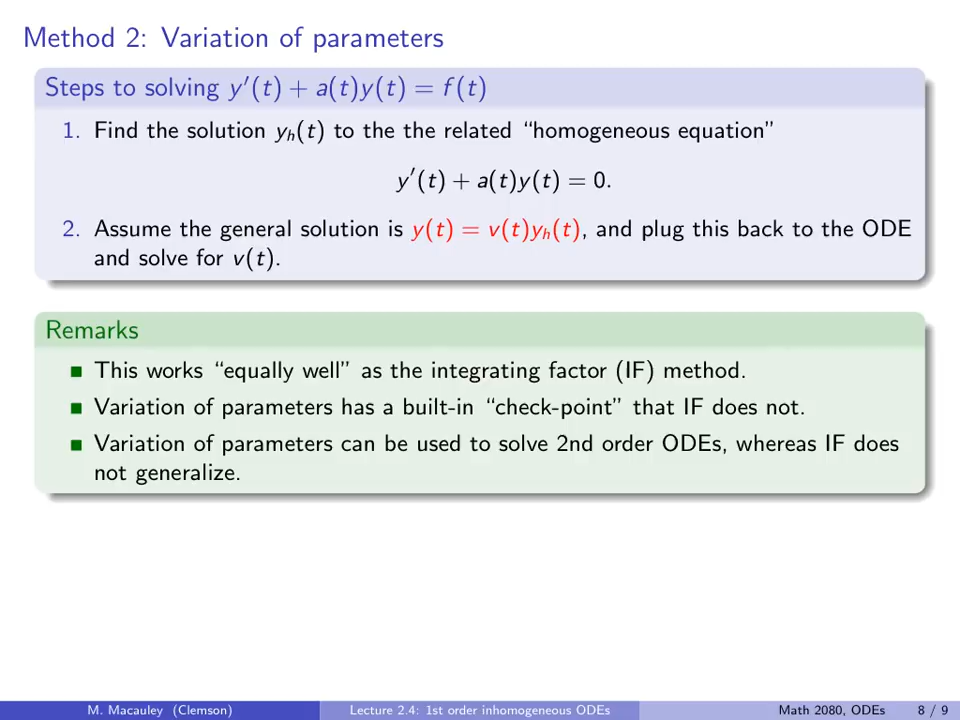 Method 2: Variation of parameters
Steps to solving y′(t) + a(t)y(t) = f(t)
1. Find the solution yₕ(t) to the the related “homogeneous equation”
y′(t) + a(t)y(t) = 0.
2. Assume the general solution is y(t) = v(t)yₕ(t), and plug this back to the ODE
and solve for v(t).
Remarks
■ This works “equally well” as the integrating factor (IF) method.
■ Variation of parameters has a built-in “check-point” that IF does not.
■ Variation of parameters can be used to solve 2nd order ODEs, whereas IF does
not generalize.
M. Macauley (Clemson) Lecture 2.4: 1st order inhomogeneous ODEs Math 2080, ODEs 8 / 9